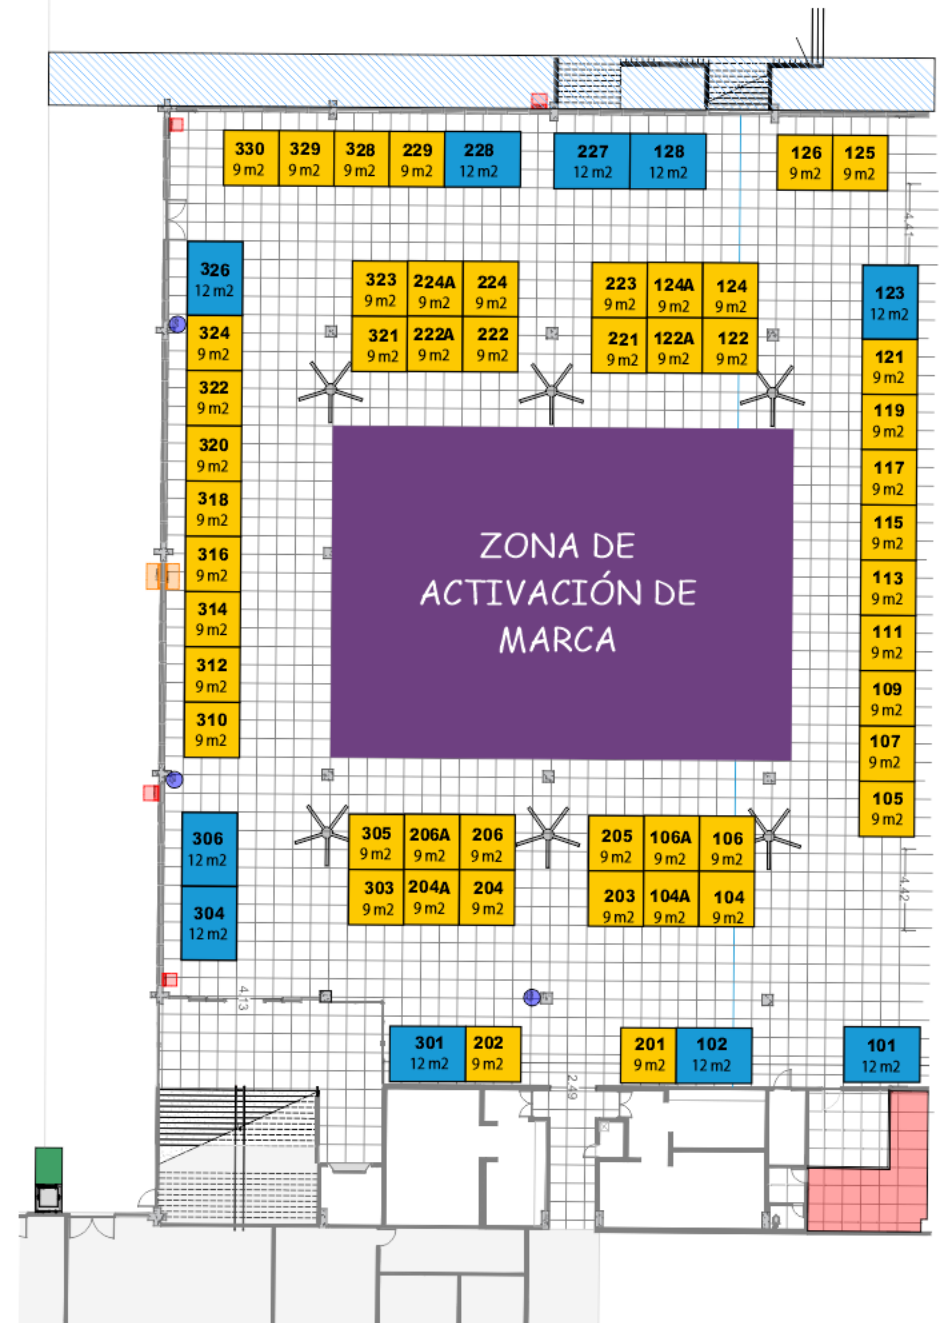 330 329 328 229 228 227 128 126 125
9 m2 9 m2 9 m2 9 m2 12 m2 12 m2 12 m2 9 m2 9 m2
4.41
326
12 m2
324
9 m2
322
9 m2
320
9 m2
318
9 m2
316
9 m2
314
9 m2
312
9 m2
310
9 m2
306
12 m2
304
12 m2
323 224A 224
9 m2 9 m2 9 m2
321 222A 222
9 m2 9 m2 9 m2
223 124A 124
9 m2 9 m2 9 m2
221 122A 122
9 m2 9 m2 9 m2
123
12 m2
121
9 m2
119
9 m2
117
9 m2
115
9 m2
113
9 m2
111
9 m2
109
9 m2
107
9 m2
105
9 m2
ZONA DE
ACTIVACIÓN DE
MARCA
305 206A 206
9 m2 9 m2 9 m2
303 204A 204
9 m2 9 m2 9 m2
205 106A 106
9 m2 9 m2 9 m2
203 104A 104
9 m2 9 m2 9 m2
4.42
4.13
301 202 201 102 101
12 m2 9 m2 9 m2 12 m2 12 m2
2.49